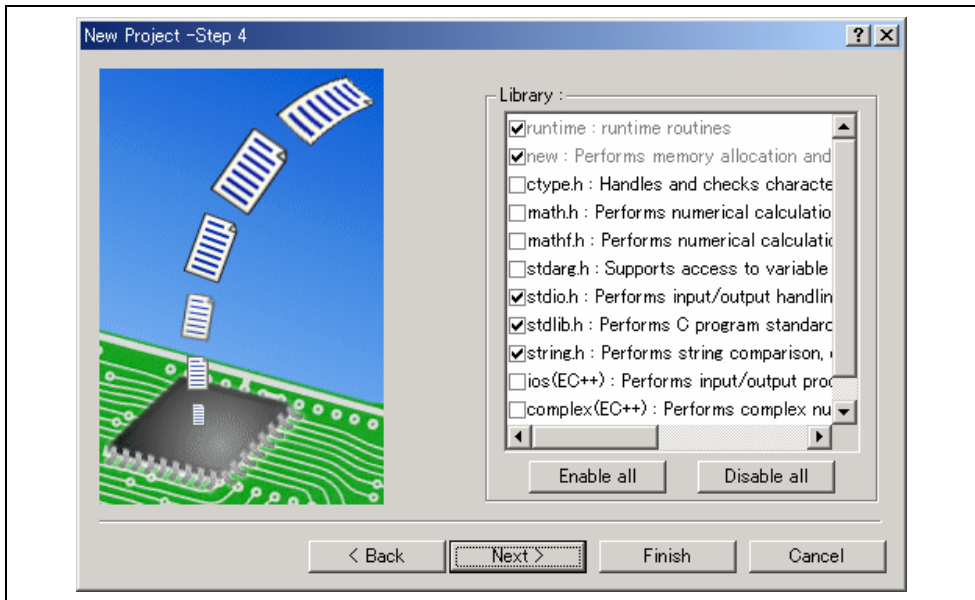 New Project -Step 4
Library :
runtime : runtime routines
new : Performs memory allocation and
ctype.h : Handles and checks characte
math.h : Performs numerical calculatio
mathf.h : Performs numerical calculatic
stdarg.h : Supports access to variable
stdio.h : Performs input/output handlin
stdlib.h : Performs C program standarc
string.h : Performs string comparison,
ios(EC++) : Performs input/output proc
complex(EC++) : Performs complex nu
Enable all
Disable all
< Back
Next >
Finish
Cancel